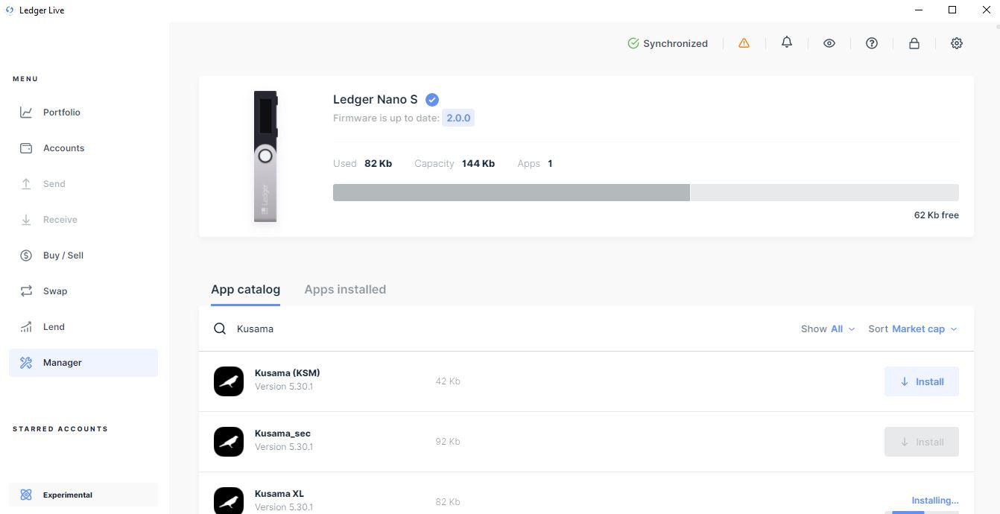 Ledger Live
Synchronized
MENU
Portfolio
Accounts
Send
Receive
Buy / Sell
Swap
Lend
Manager
STARRED ACCOUNTS
Experimental
Ledger
Ledger Nano S
Firmware is up to date: 2.0.0
Used 82 Kb Capacity 144 Kb Apps 1
62 Kb free
App catalog Apps installed
Kusama Show All Sort Market cap
Kusama (KSM)
Version 5.30.1
42 Kb
Install
Kusama_sec
Version 5.30.1
92 Kb
Install
Kusama XL
Version 5.30.1
82 Kb
Installing...